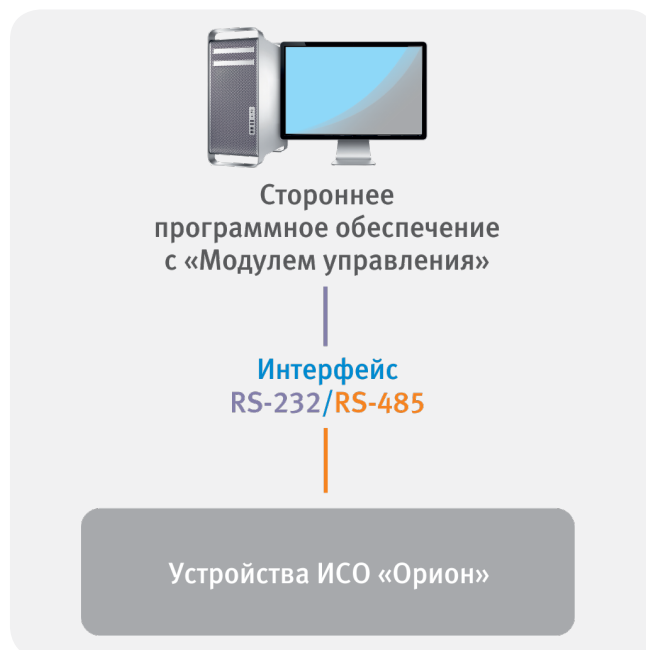 Стороннее
программное обеспечение
с «Модулем управления»
Интерфейс
RS-232/RS-485
Устройства ИСО «Орион»